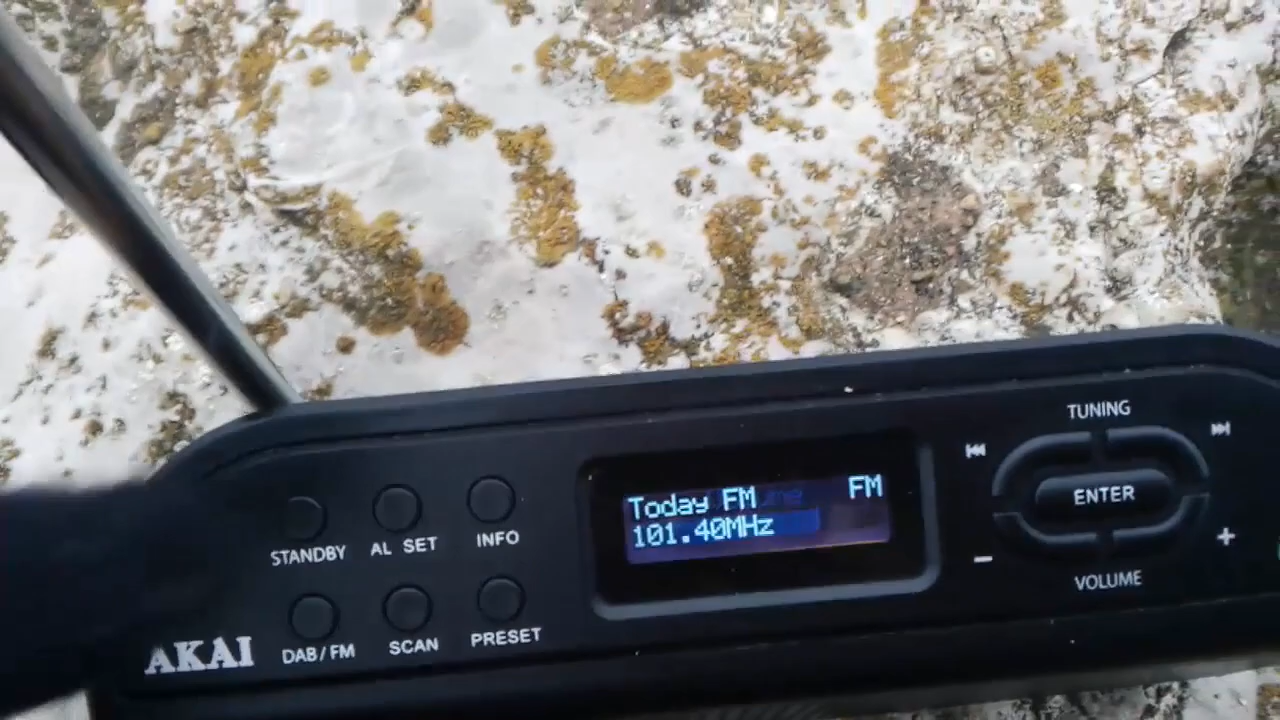 TUNING
Today FM FM
101.40MHz
ENTER
STANDBY AL SET INFO
VOLUME
AKAI DAB/FM SCAN PRESET